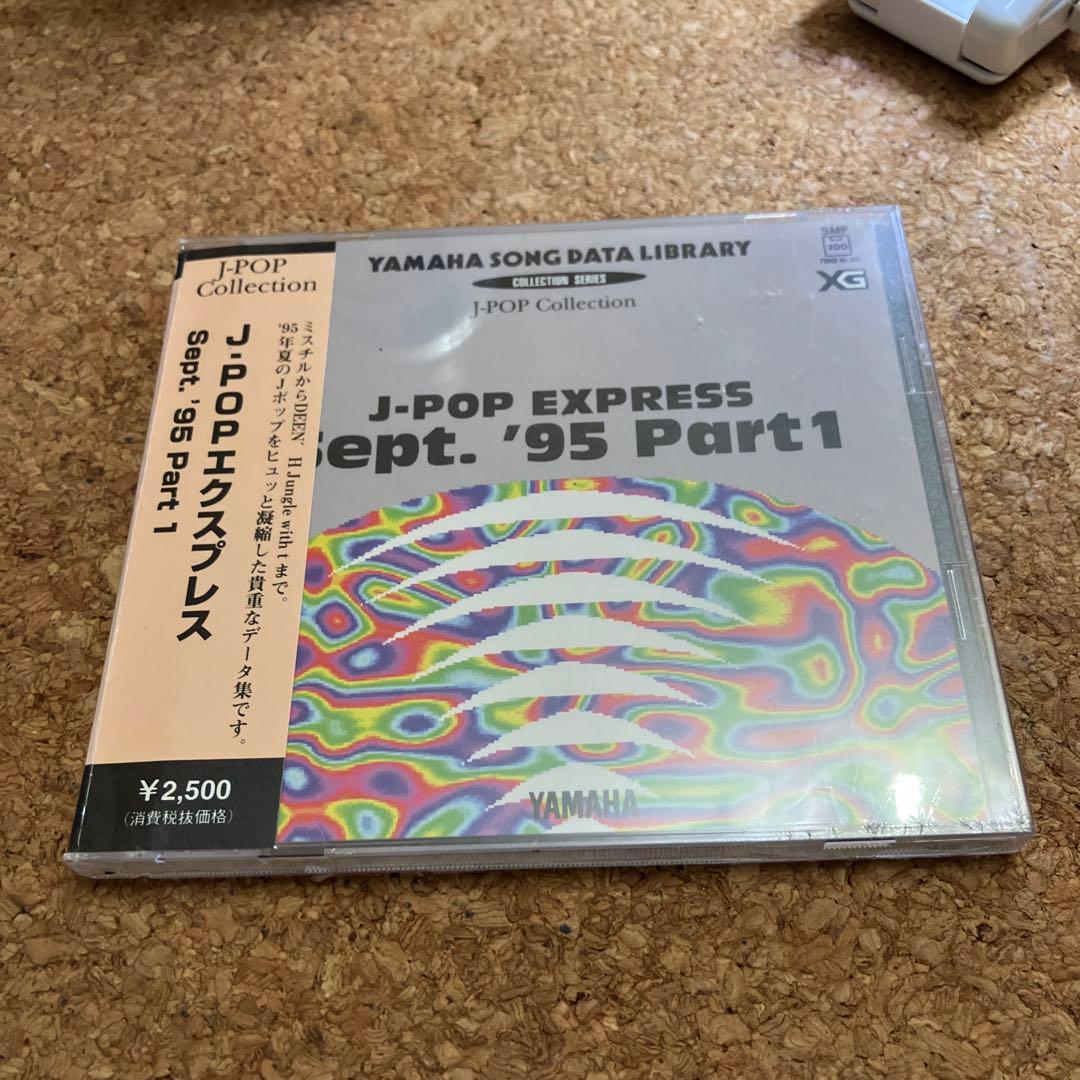 J-POP
Collection
J-POPエクスプレス
Sept. '95 Part 1
ミスチルからDEEN、H Jungle with tまで。
'95年夏のJポップをヒュッと凝縮した貴重なデータ集です。
¥2,500
(消費税抜価格)
YAMAHA SONG DATA LIBRARY
COLLECTION SERIES
J-POP Collection
SMF
2DD
XG
J-POP EXPRESS
Sept. '95 Part 1
YAMAHA